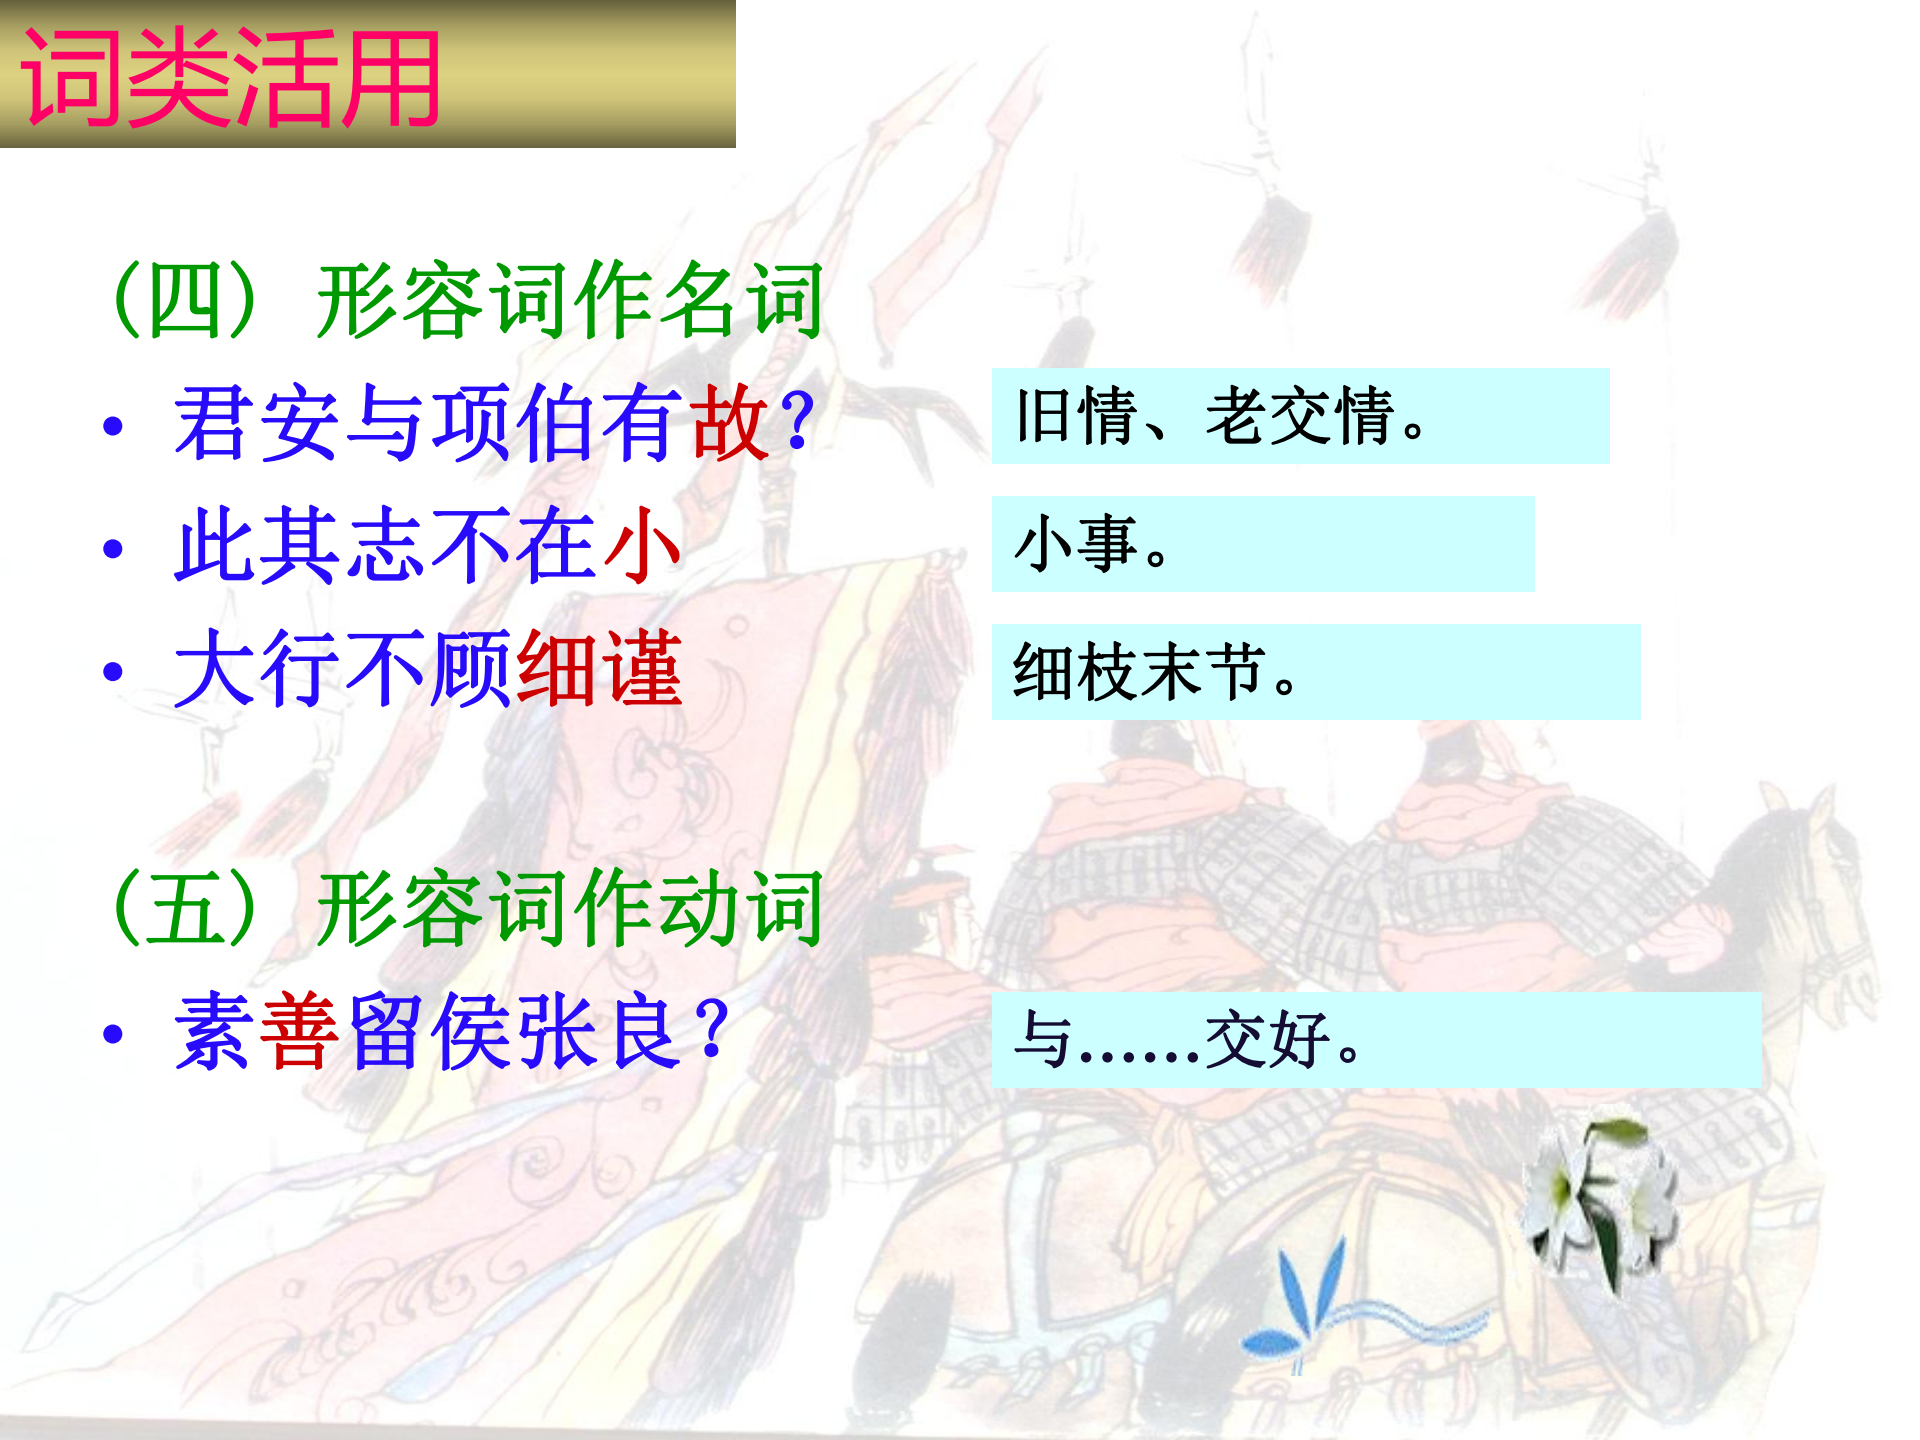 词类活用
(四) 形容词作名词
• 君安与项伯有故?
旧情、老交情。
• 此其志不在小
小事。
• 大行不顾细谨
细枝末节。
(五) 形容词作动词
• 素善留侯张良?
与……交好。